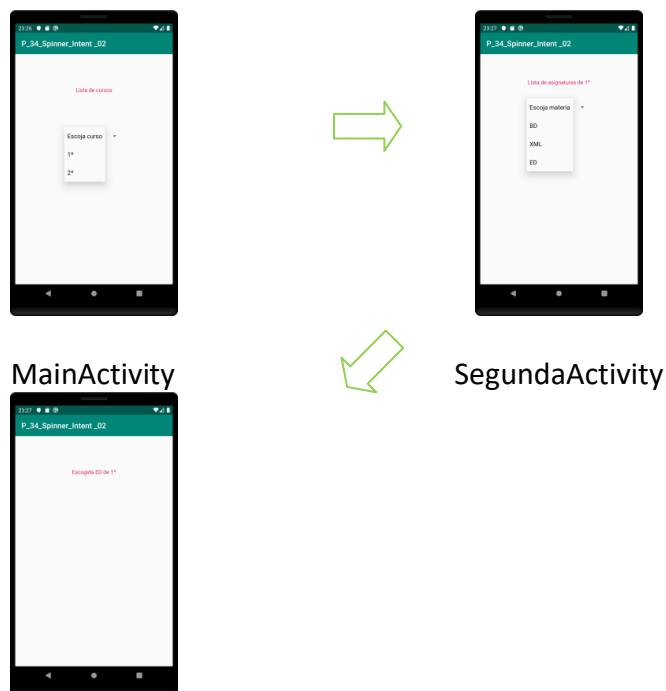 23:26
P_34_Spinner_Intent _02
Lista de cursos
Escoja curso
1º
2º
23:27
P_34_Spinner_Intent _02
Lista de asignaturas de 1º
Escoja materia
BD
XML
ED
MainActivity
SegundaActivity
23:27
P_34_Spinner_Intent _02
Escogida ED de 1º